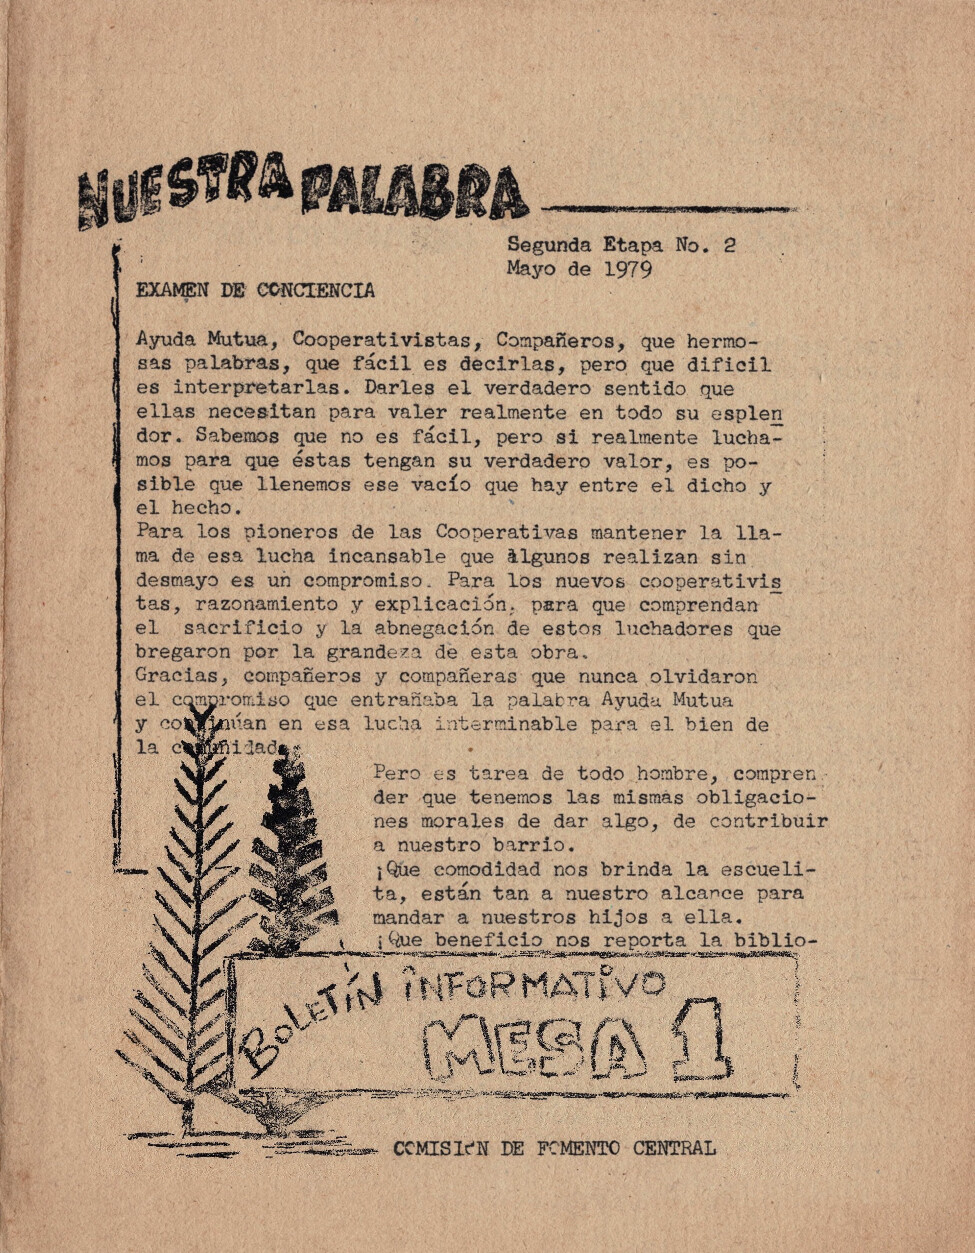 NUESTRA PALABRA
Segunda Etapa No. 2
Mayo de 1979
EXAMEN DE CONCIENCIA
Ayuda Mutua, Cooperativistas, Compañeros, que hermo-
sas palabras, que fácil es decirlas, pero que dificil
es interpretarlas. Darles el verdadero sentido que
ellas necesitan para valer realmente en todo su esplen
dor. Sabemos que no es fácil, pero si realmente lucha-
mos para que éstas tengan su verdadero valor, es po-
sible que llenemos ese vacío que hay entre el dicho y
el hecho.
Para los pioneros de las Cooperativas mantener la lla-
ma de esa lucha incansable que algunos realizan sin
desmayo es un compromiso. Para los nuevos cooperativis
tas, razonamiento y explicación, para que comprendan
el sacrificio y la abnegación de estos luchadores que
bregaron por la grandeza de esta obra.
Gracias, compañeros y compañeras que nunca olvidaron
el compromiso que entrañaba la palabra Ayuda Mutua
y continúan en esa lucha interminable para el bien de
la comunidad.
Pero es tarea de todo hombre, compren
der que tenemos las mismas obligacio-
nes morales de dar algo, de contribuir
a nuestro barrio.
¡Que comodidad nos brinda la escueli-
ta, están tan a nuestro alcance para
mandar a nuestros hijos a ella.
¡Que beneficio nos reporta la biblio-
BOLETÍN INFORMATIVO
MESA 1
COMISIÓN DE FOMENTO CENTRAL